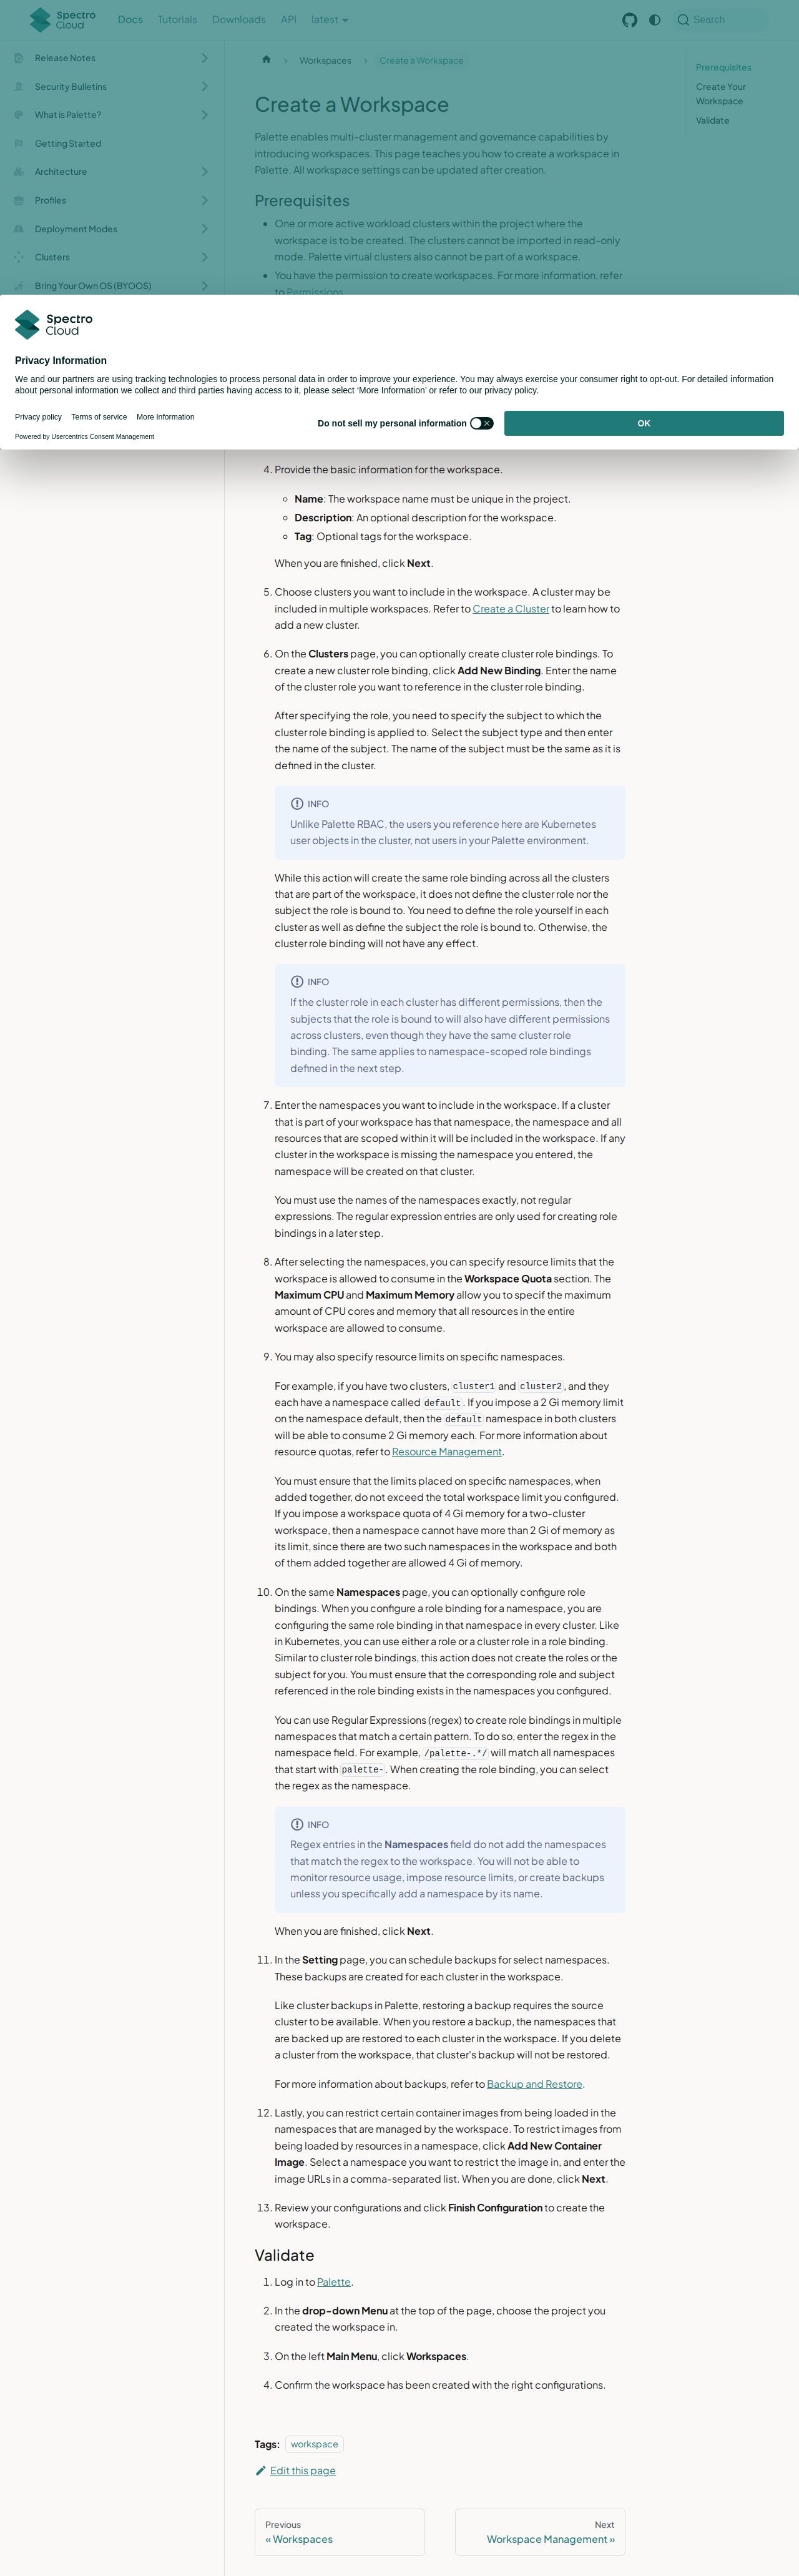 Spectro Cloud
Docs
Tutorials
Downloads
API
latest
Search
Release Notes
Security Bulletins
What is Palette?
Getting Started
Architecture
Profiles
Deployment Modes
Clusters
Bring Your Own OS (BYOOS)
Workspaces
Create a Workspace
Create a Workspace
Palette enables multi-cluster management and governance capabilities by
introducing workspaces. This page teaches you how to create a workspace in
Palette. All workspace settings can be updated after creation.
Prerequisites
One or more active workload clusters within the project where the
workspace is to be created. The clusters cannot be imported in read-only
mode. Palette virtual clusters also cannot be part of a workspace.
You have the permission to create workspaces. For more information, refer
to Permissions
Prerequisites
Create Your
Workspace
Validate
Spectro Cloud
Privacy Information
We and our partners are using tracking technologies to process personal data in order to improve your experience. You may always exercise your consumer right to opt-out. For detailed information
about personal information we collect and third parties having access to it, please select ‘More Information’ or refer to our privacy policy.
Privacy policy
Terms of service
More Information
Powered by Usercentrics Consent Management
Do not sell my personal information
OK
4. Provide the basic information for the workspace.
Name: The workspace name must be unique in the project.
Description: An optional description for the workspace.
Tag: Optional tags for the workspace.
When you are finished, click Next.
5. Choose clusters you want to include in the workspace. A cluster may be
included in multiple workspaces. Refer to Create a Cluster to learn how to
add a new cluster.
6. On the Clusters page, you can optionally create cluster role bindings. To
create a new cluster role binding, click Add New Binding. Enter the name
of the cluster role you want to reference in the cluster role binding.
After specifying the role, you need to specify the subject to which the
cluster role binding is applied to. Select the subject type and then enter
the name of the subject. The name of the subject must be the same as it is
defined in the cluster.
INFO
Unlike Palette RBAC, the users you reference here are Kubernetes
user objects in the cluster, not users in your Palette environment.
While this action will create the same role binding across all the clusters
that are part of the workspace, it does not define the cluster role nor the
subject the role is bound to. You need to define the role yourself in each
cluster as well as define the subject the role is bound to. Otherwise, the
cluster role binding will not have any effect.
INFO
If the cluster role in each cluster has different permissions, then the
subjects that the role is bound to will also have different permissions
across clusters, even though they have the same cluster role
binding. The same applies to namespace-scoped role bindings
defined in the next step.
7. Enter the namespaces you want to include in the workspace. If a cluster
that is part of your workspace has that namespace, the namespace and all
resources that are scoped within it will be included in the workspace. If any
cluster in the workspace is missing the namespace you entered, the
namespace will be created on that cluster.
You must use the names of the namespaces exactly, not regular
expressions. The regular expression entries are only used for creating role
bindings in a later step.
8. After selecting the namespaces, you can specify resource limits that the
workspace is allowed to consume in the Workspace Quota section. The
Maximum CPU and Maximum Memory allow you to specif the maximum
amount of CPU cores and memory that all resources in the entire
workspace are allowed to consume.
9. You may also specify resource limits on specific namespaces.
For example, if you have two clusters, cluster1 and cluster2, and they
each have a namespace called default. If you impose a 2 Gi memory limit
on the namespace default, then the default namespace in both clusters
will be able to consume 2 Gi memory each. For more information about
resource quotas, refer to Resource Management.
You must ensure that the limits placed on specific namespaces, when
added together, do not exceed the total workspace limit you configured.
If you impose a workspace quota of 4 Gi memory for a two-cluster
workspace, then a namespace cannot have more than 2 Gi of memory as
its limit, since there are two such namespaces in the workspace and both
of them added together are allowed 4 Gi of memory.
10. On the same Namespaces page, you can optionally configure role
bindings. When you configure a role binding for a namespace, you are
configuring the same role binding in that namespace in every cluster. Like
in Kubernetes, you can use either a role or a cluster role in a role binding.
Similar to cluster role bindings, this action does not create the roles or the
subject for you. You must ensure that the corresponding role and subject
referenced in the role binding exists in the namespaces you configured.
You can use Regular Expressions (regex) to create role bindings in multiple
namespaces that match a certain pattern. To do so, enter the regex in the
namespace field. For example, /palette-.*/ will match all namespaces
that start with palette-. When creating the role binding, you can select
the regex as the namespace.
INFO
Regex entries in the Namespaces field do not add the namespaces
that match the regex to the workspace. You will not be able to
monitor resource usage, impose resource limits, or create backups
unless you specifically add a namespace by its name.
When you are finished, click Next.
11. In the Setting page, you can schedule backups for select namespaces.
These backups are created for each cluster in the workspace.
Like cluster backups in Palette, restoring a backup requires the source
cluster to be available. When you restore a backup, the namespaces that
are backed up are restored to each cluster in the workspace. If you delete
a cluster from the workspace, that cluster's backup will not be restored.
For more information about backups, refer to Backup and Restore.
12. Lastly, you can restrict certain container images from being loaded in the
namespaces that are managed by the workspace. To restrict images from
being loaded by resources in a namespace, click Add New Container
Image. Select a namespace you want to restrict the image in, and enter the
image URLs in a comma-separated list. When you are done, click Next.
13. Review your configurations and click Finish Configuration to create the
workspace.
Validate
1. Log in to Palette.
2. In the drop-down Menu at the top of the page, choose the project you
created the workspace in.
3. On the left Main Menu, click Workspaces.
4. Confirm the workspace has been created with the right configurations.
Tags: workspace
Edit this page
Previous
« Workspaces
Next
Workspace Management »